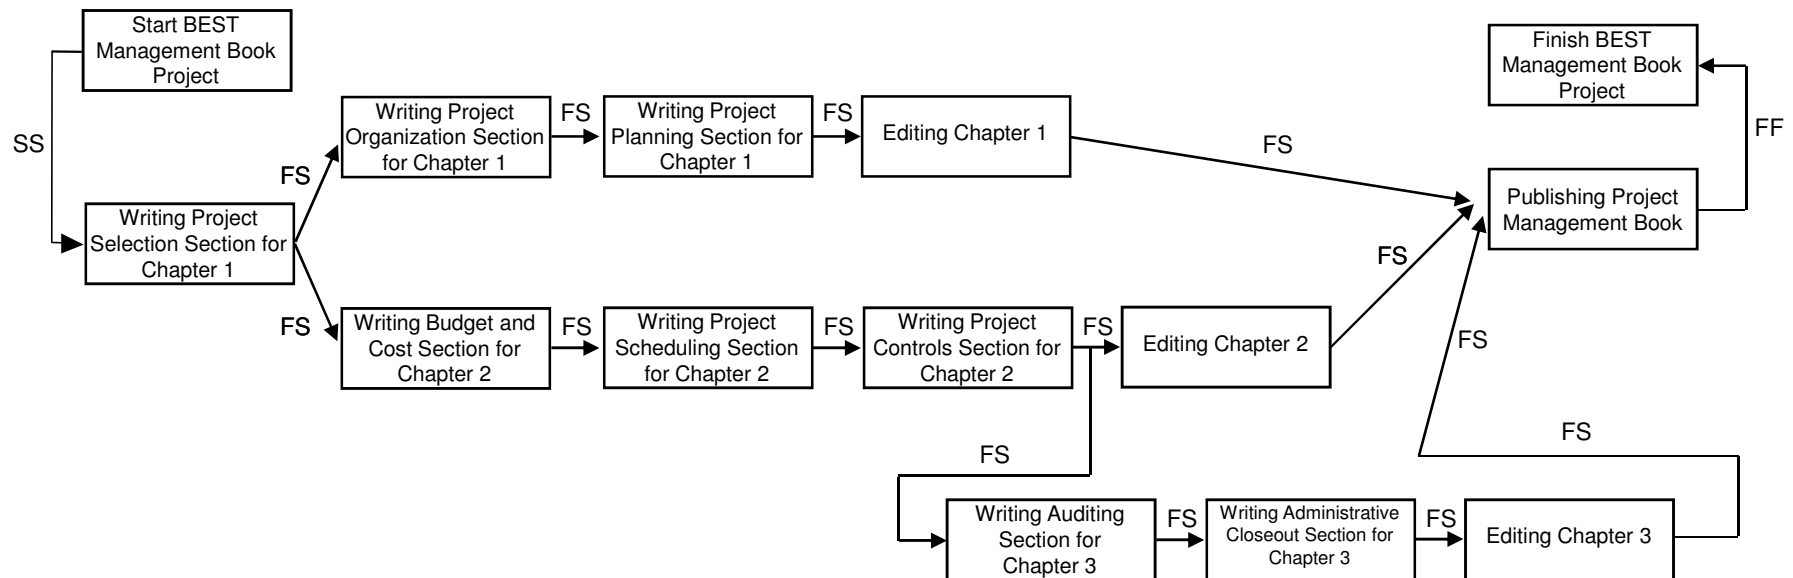 Start BEST
Management Book
Project
Finish BEST
Management Book
Project
SS
FF
Writing Project
Organization Section
for Chapter 1
FS
Writing Project
Planning Section for
Chapter 1
FS
Editing Chapter 1
FS
FS
Publishing Project
Management Book
Writing Project
Selection Section for
Chapter 1
FS
FS
Writing Budget and
Cost Section for
Chapter 2
FS
Writing Project
Scheduling Section
for Chapter 2
FS
Writing Project
Controls Section for
Chapter 2
FS
Editing Chapter 2
FS
FS
FS
Writing Auditing
Section for
Chapter 3
FS
Writing Administrative
Closeout Section for
Chapter 3
FS
Editing Chapter 3
FS